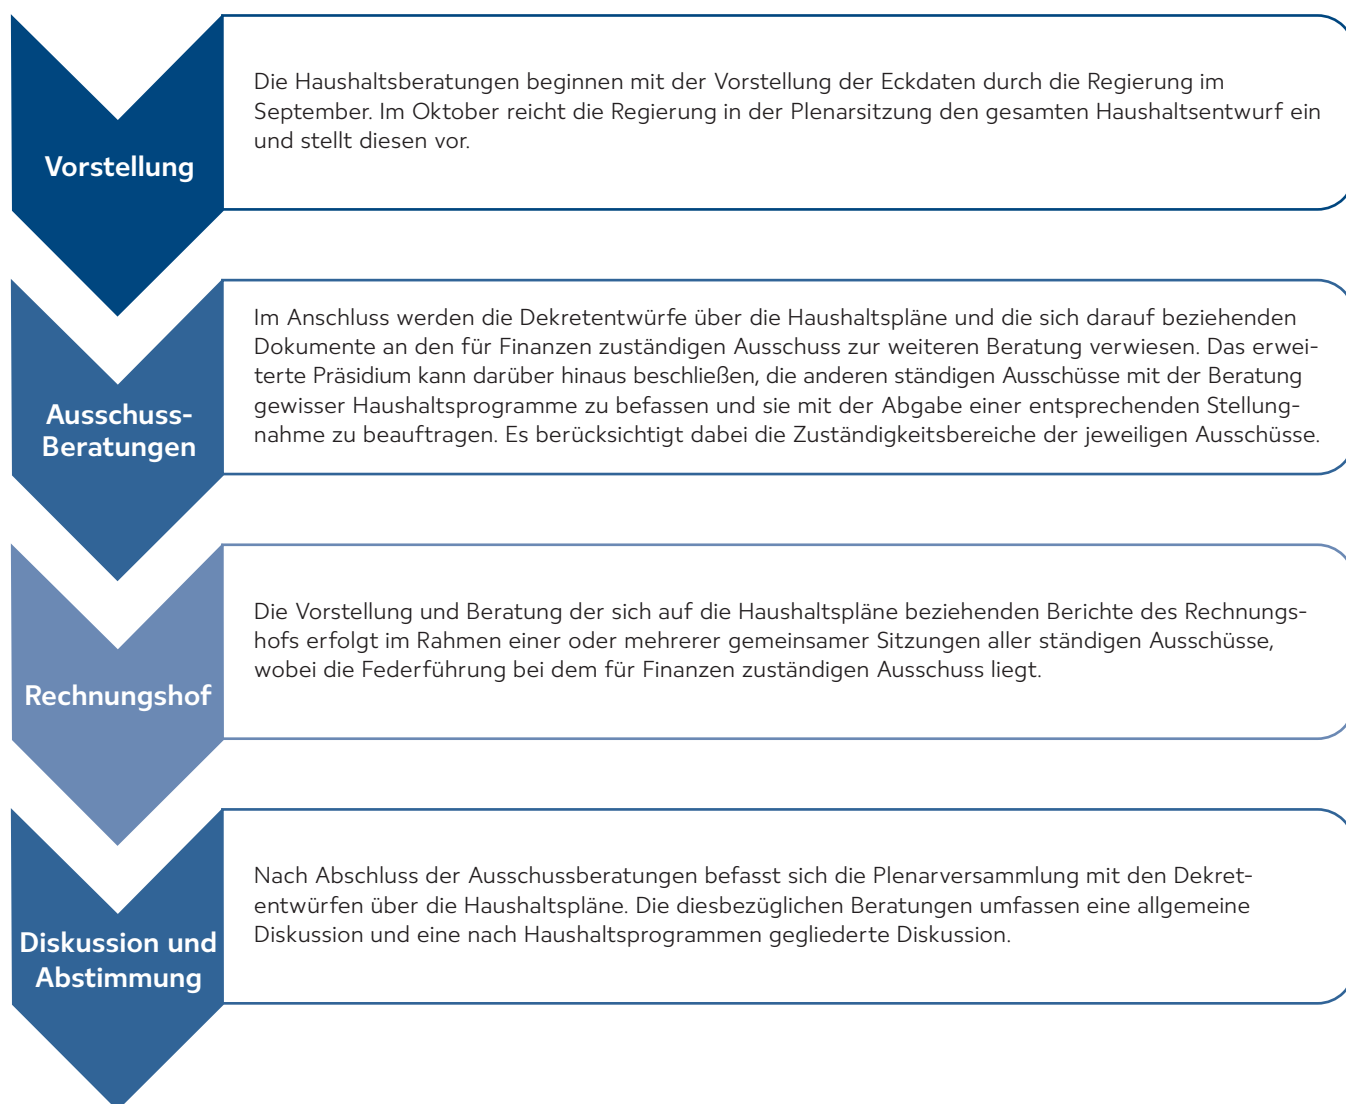 Vorstellung
Die Haushaltsberatungen beginnen mit der Vorstellung der Eckdaten durch die Regierung im
September. Im Oktober reicht die Regierung in der Plenarsitzung den gesamten Haushaltsentwurf ein
und stellt diesen vor.
Ausschuss-
Beratungen
Im Anschluss werden die Dekretentwürfe über die Haushaltspläne und die sich darauf beziehenden
Dokumente an den für Finanzen zuständigen Ausschuss zur weiteren Beratung verwiesen. Das erwei-
terte Präsidium kann darüber hinaus beschließen, die anderen ständigen Ausschüsse mit der Beratung
gewisser Haushaltsprogramme zu befassen und sie mit der Abgabe einer entsprechenden Stellung-
nahme zu beauftragen. Es berücksichtigt dabei die Zuständigkeitsbereiche der jeweiligen Ausschüsse.
Rechnungshof
Die Vorstellung und Beratung der sich auf die Haushaltspläne beziehenden Berichte des Rechnungs-
hofs erfolgt im Rahmen einer oder mehrerer gemeinsamer Sitzungen aller ständigen Ausschüsse,
wobei die Federführung bei dem für Finanzen zuständigen Ausschuss liegt.
Diskussion und
Abstimmung
Nach Abschluss der Ausschussberatungen befasst sich die Plenarversammlung mit den Dekret-
entwürfen über die Haushaltspläne. Die diesbezüglichen Beratungen umfassen eine allgemeine
Diskussion und eine nach Haushaltsprogrammen gegliederte Diskussion.